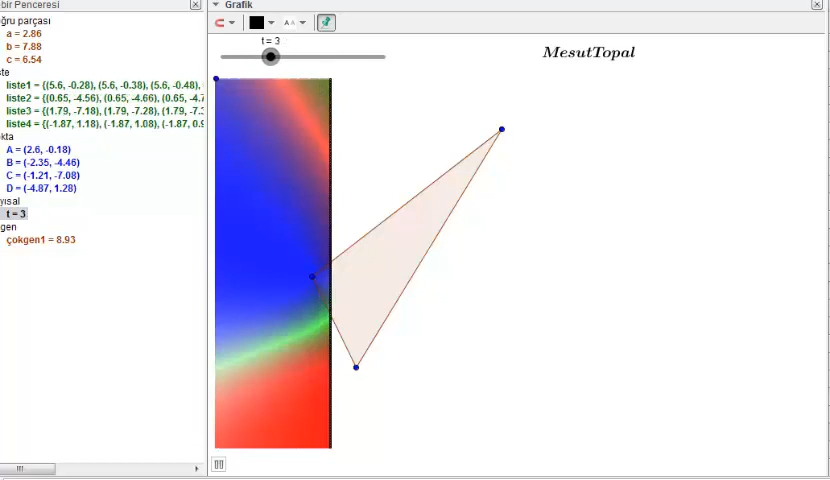 bir Penceresi
ğru parçası
a = 2.86
b = 7.88
c = 6.54
ste
liste1 = {(5.6, -0.28), (5.6, -0.38), (5.6, -0.48), (
liste2 = {(0.65, -4.56), (0.65, -4.66), (0.65, -4.7
liste3 = {(1.79, -7.18), (1.79, -7.28), (1.79, -7.3
liste4 = {(-1.87, 1.18), (-1.87, 1.08), (-1.87, 0.9
kta
A = (2.6, -0.18)
B = (-2.35, -4.46)
C = (-1.21, -7.08)
D = (-4.87, 1.28)
yısal
t = 3
gen
çokgen1 = 8.93
Grafik
AA
t = 3
MesutTopal